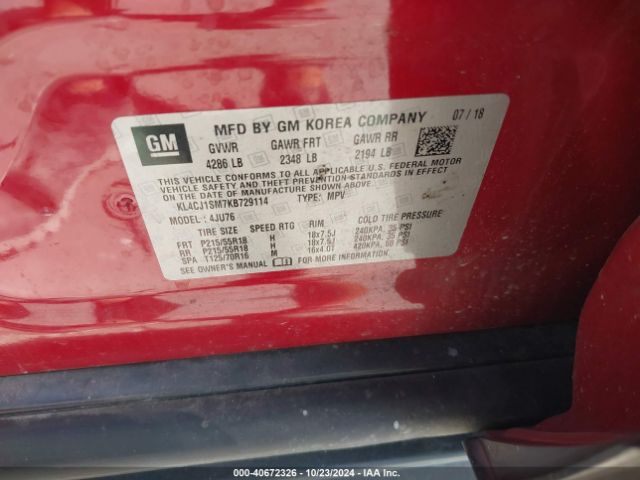 MFD BY GM KOREA COMPANY 07 / 18
GM
GVWR GAWR FRT GAWR RR
4286 LB 2348 LB 2194 LB
THIS VEHICLE CONFORMS TO ALL APPLICABLE U.S. FEDERAL MOTOR
VEHICLE SAFETY, BUMPER, AND THEFT PREVENTION STANDARDS IN
EFFECT ON THE DATE OF MANUFACTURE SHOWN ABOVE.
KL4CJ1SM7KB729114 TYPE: MPV
MODEL : 4JU76
TIRE SIZE SPEED RTG RIM COLD TIRE PRESSURE
FRT P215/55R18 H 18x7.5J 240KPA, 35 PSI
RR P215/55R18 H 18x7.5J 240KPA, 35 PSI
SPA T125/70R16 M 16x4.0T 420KPA, 60 PSI
SEE OWNER'S MANUAL
000-40672326 - 10/23/2024 - IAA Inc.